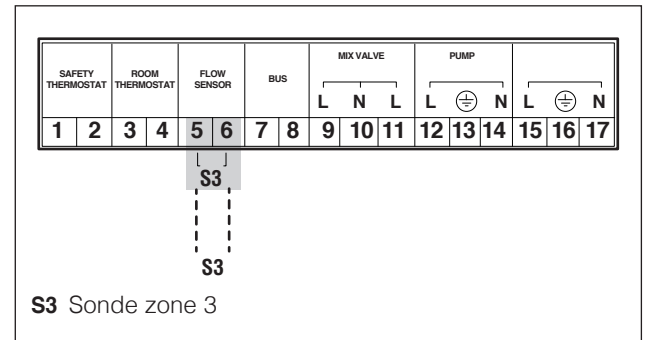 SAFETY THERMOSTAT
ROOM THERMOSTAT
FLOW SENSOR
BUS
MIX VALVE
PUMP
L N L L N L N
1 2 3 4 5 6 7 8 9 10 11 12 13 14 15 16 17
S3
S3
S3 Sonde zone 3